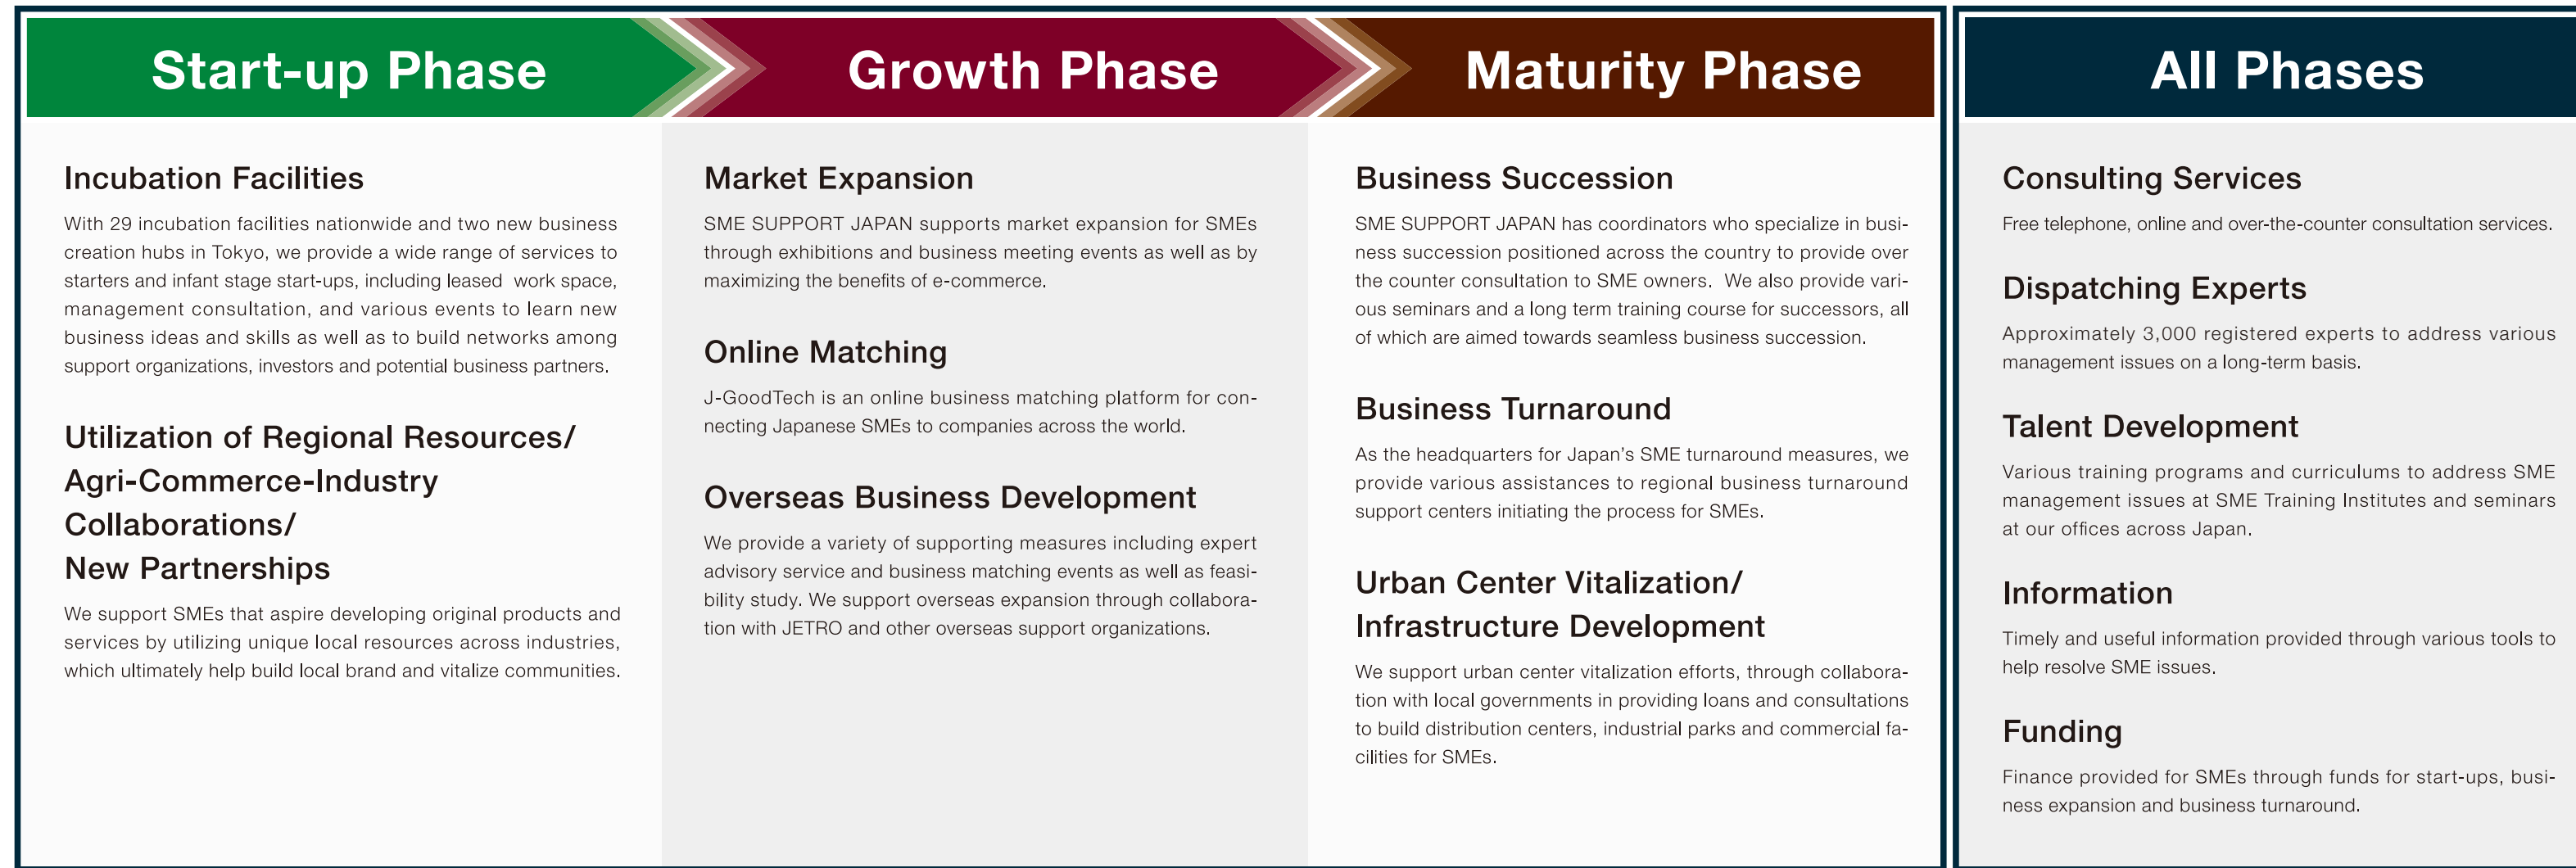 Start-up Phase
Incubation Facilities
With 29 incubation facilities nationwide and two new business
creation hubs in Tokyo, we provide a wide range of services to
starters and infant stage start-ups, including leased work space,
management consultation, and various events to learn new
business ideas and skills as well as to build networks among
support organizations, investors and potential business partners.
Utilization of Regional Resources/
Agri-Commerce-Industry
Collaborations/
New Partnerships
We support SMEs that aspire developing original products and
services by utilizing unique local resources across industries,
which ultimately help build local brand and vitalize communities.
Growth Phase
Market Expansion
SME SUPPORT JAPAN supports market expansion for SMEs
through exhibitions and business meeting events as well as by
maximizing the benefits of e-commerce.
Online Matching
J-GoodTech is an online business matching platform for con-
necting Japanese SMEs to companies across the world.
Overseas Business Development
We provide a variety of supporting measures including expert
advisory service and business matching events as well as feasi-
bility study. We support overseas expansion through collabora-
tion with JETRO and other overseas support organizations.
Maturity Phase
Business Succession
SME SUPPORT JAPAN has coordinators who specialize in busi-
ness succession positioned across the country to provide over
the counter consultation to SME owners. We also provide vari-
ous seminars and a long term training course for successors, all
of which are aimed towards seamless business succession.
Business Turnaround
As the headquarters for Japan's SME turnaround measures, we
provide various assistances to regional business turnaround
support centers initiating the process for SMEs.
Urban Center Vitalization/
Infrastructure Development
We support urban center vitalization efforts, through collabora-
tion with local governments in providing loans and consultations
to build distribution centers, industrial parks and commercial fa-
cilities for SMEs.
All Phases
Consulting Services
Free telephone, online and over-the-counter consultation services.
Dispatching Experts
Approximately 3,000 registered experts to address various
management issues on a long-term basis.
Talent Development
Various training programs and curriculums to address SME
management issues at SME Training Institutes and seminars
at our offices across Japan.
Information
Timely and useful information provided through various tools to
help resolve SME issues.
Funding
Finance provided for SMEs through funds for start-ups, busi-
ness expansion and business turnaround.